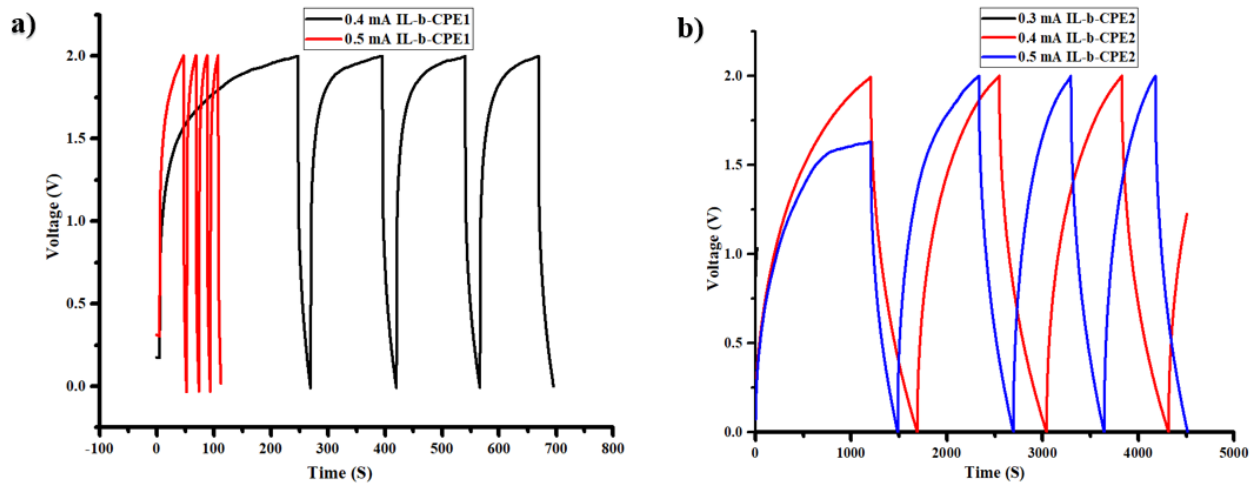 a)
0.4 mA IL-b-CPE1
0.5 mA IL-b-CPE1
2.0
1.5
1.0
0.5
0.0
Voltage (V)
-100 0 100 200 300 400 500 600 700 800
Time (S)
b)
0.3 mA IL-b-CPE2
0.4 mA IL-b-CPE2
0.5 mA IL-b-CPE2
2.0
1.5
1.0
0.5
0.0
Voltage (V)
0 1000 2000 3000 4000 5000
Time (S)